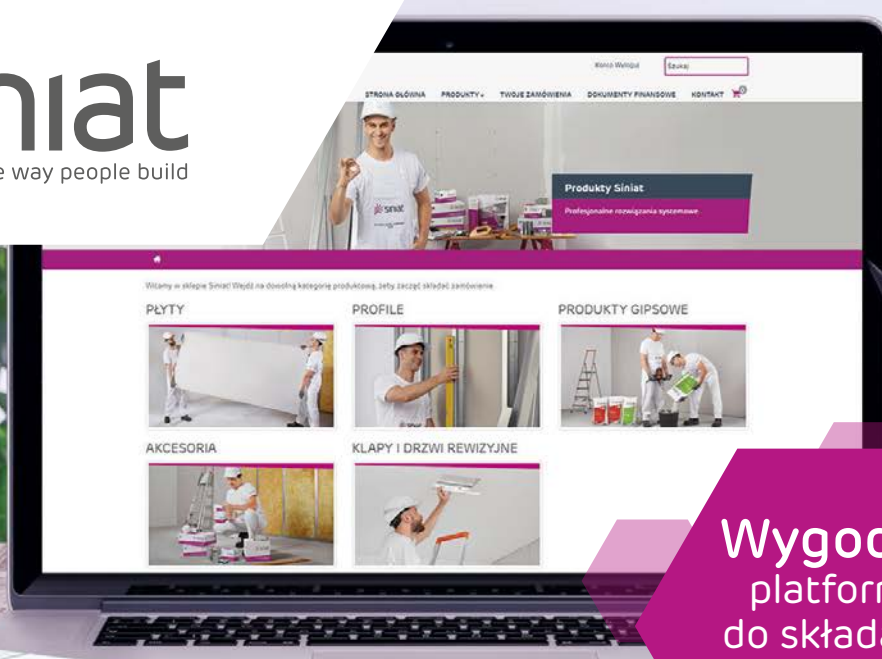 niat
e way people build
Szukaj
STRONA GŁÓWNA PRODUKTY TWOJE ZAMÓWIENIA DOKUMENTY FINANSOWE KONTAKT 0
siniat
Produkty Siniat
Profesjonalne rozwiązania systemowe
Witamy w sklepie Siniat! Wejdź na dowolną kategorię produktową, żeby zacząć składać zamówienie
PŁYTY PROFILE PRODUKTY GIPSOWE
AKCESORIA KLAPY I DRZWI REWIZYJNE
Wygod
platform
do składa